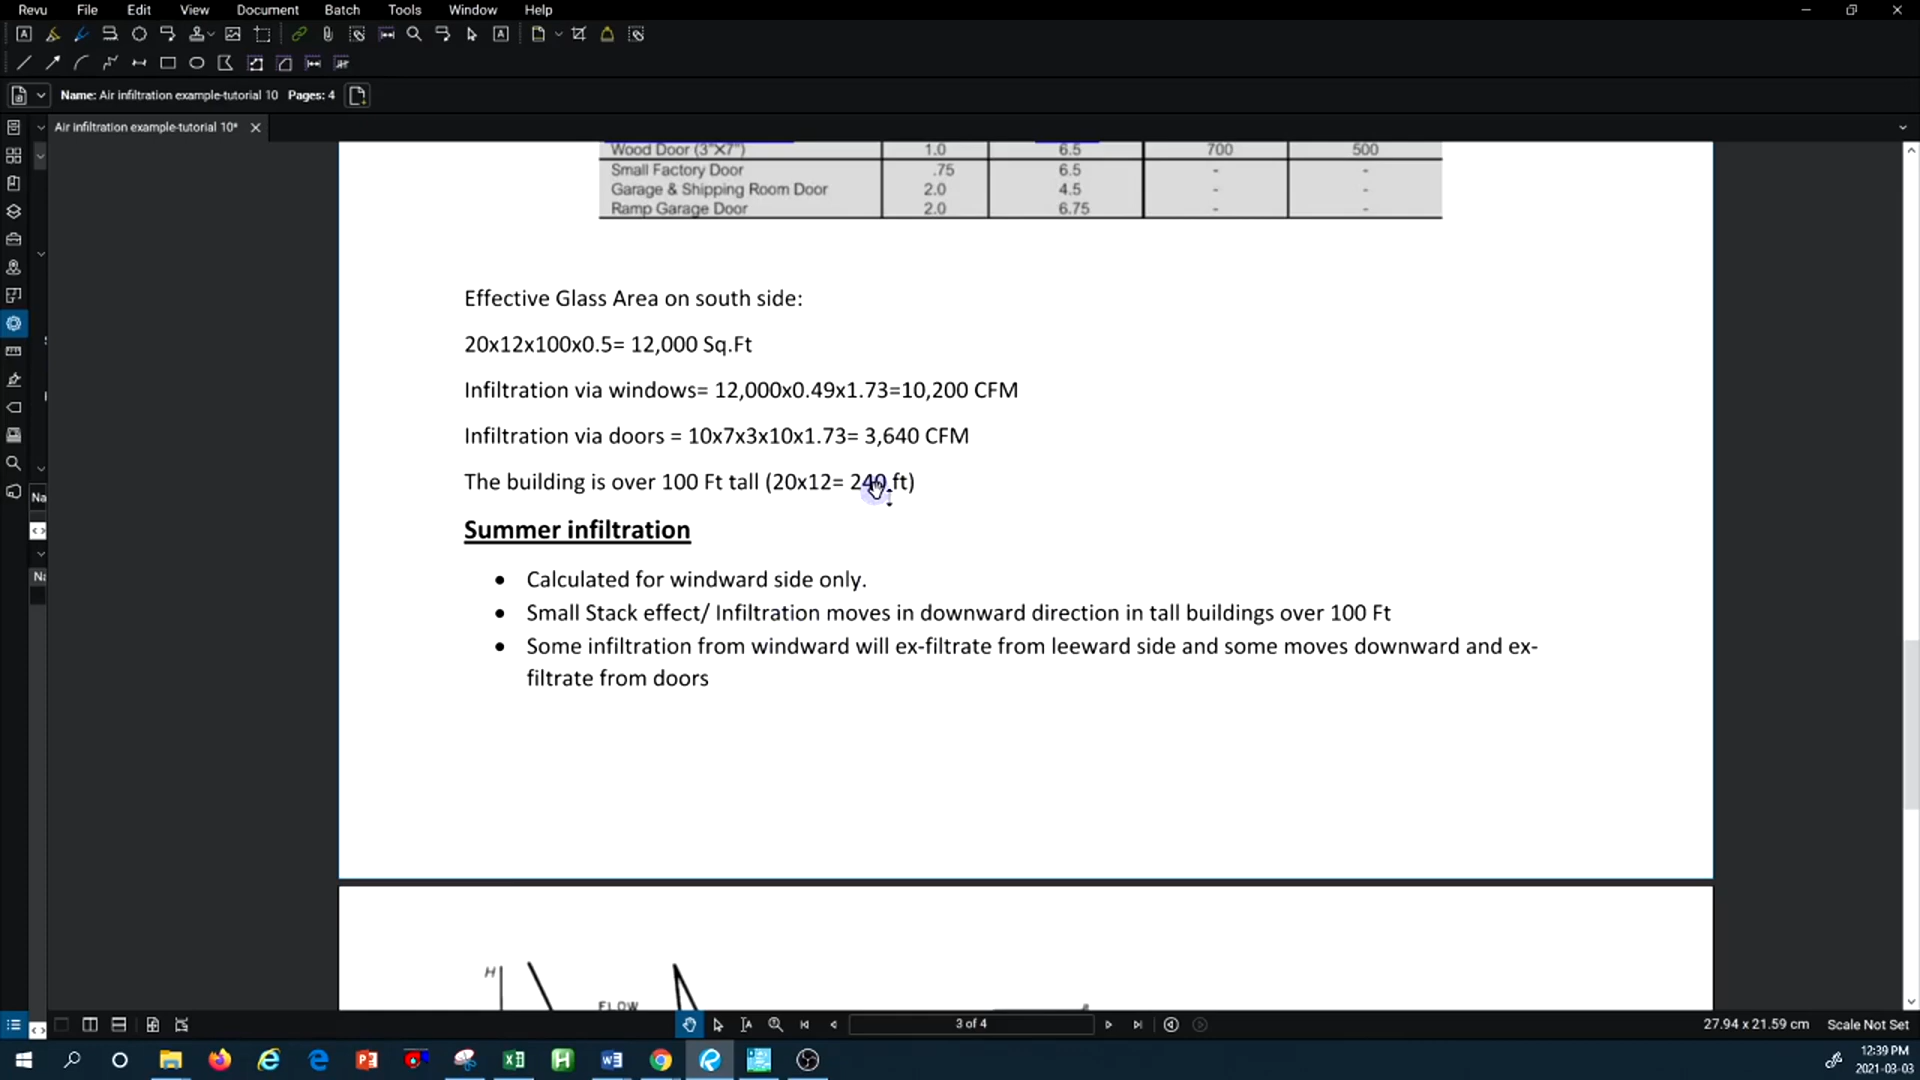 Revu File Edit View Document Tools Batch Window Help
Name: Air infiltration example-tutorial 10 Pages: 4
Air infiltration example-tutorial 10*
Wood Door (3"X7") 1.0 6.5 700 500
Small Factory Door .75 6.5 - -
Garage & Shipping Room Door 2.0 4.5 - -
Ramp Garage Door 2.0 6.75 - -
Effective Glass Area on south side:
20x12x100x0.5= 12,000 Sq.Ft
Infiltration via windows= 12,000x0.49x1.73=10,200 CFM
Infiltration via doors = 10x7x3x10x1.73= 3,640 CFM
The building is over 100 Ft tall (20x12= 240 ft)
Summer infiltration
• Calculated for windward side only.
• Small Stack effect/ Infiltration moves in downward direction in tall buildings over 100 Ft
• Some infiltration from windward will ex-filtrate from leeward side and some moves downward and ex-
filtrate from doors
Na
Na
H
FLOW
3 of 4
27.94 x 21.59 cm Scale Not Set
12:39 PM
2021-03-03